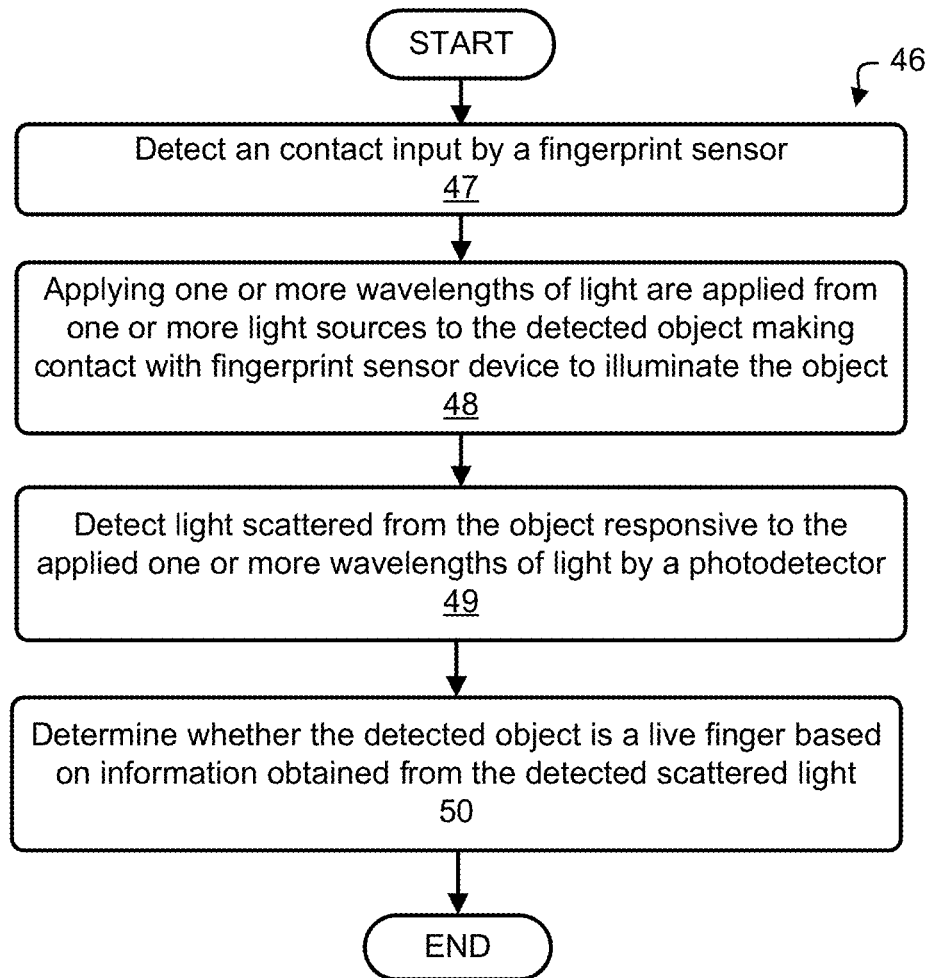 START
46
Detect an contact input by a fingerprint sensor
47
Applying one or more wavelengths of light are applied from
one or more light sources to the detected object making
contact with fingerprint sensor device to illuminate the object
48
Detect light scattered from the object responsive to the
applied one or more wavelengths of light by a photodetector
49
Determine whether the detected object is a live finger based
on information obtained from the detected scattered light
50
END